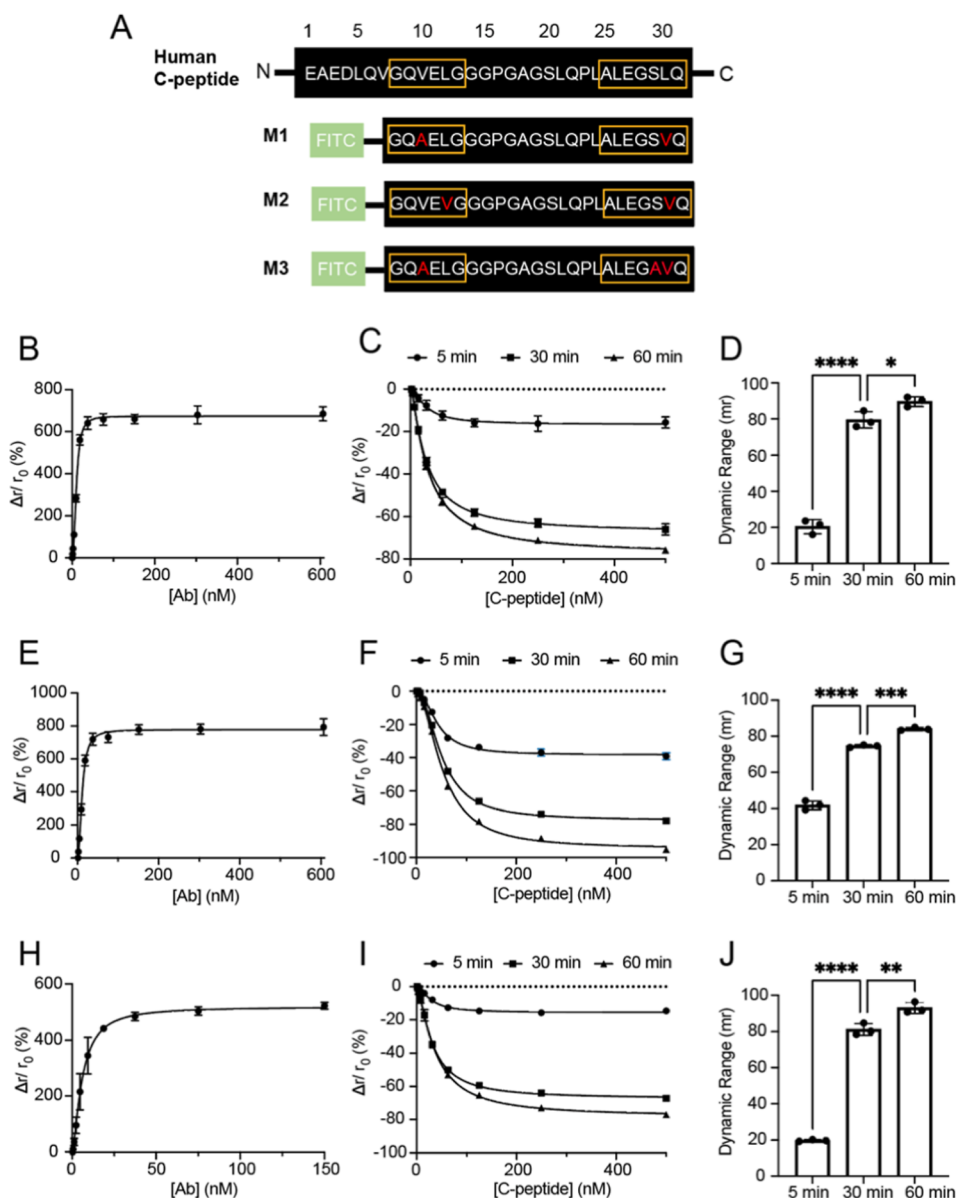 A
1 5 10 15 20 25 30
Human
C-peptide
N
EAEDLQVGQVELGGGPGAGSLQPLALEGSLQ
C
M1
FITC
GQAELGGGPGAGSLQPLALEGSVQ
M2
FITC
GQVEVGGGPGAGSLQPLALEGSVQ
M3
FITC
GQAELGGGPGAGSLQPLALEGAVQ
B
800
600
400
200
0
Δr/ r0 (%)
0 200 400 600
[Ab] (nM)
C
5 min 30 min 60 min
0
-20
-40
-60
-80
Δr/ r0 (%)
0 200 400
[C-peptide] (nM)
D
**** *
100
80
60
40
20
0
Dynamic Range (mr)
5 min 30 min 60 min
E
1000
800
600
400
200
0
Δr/ r0 (%)
0 200 400 600
[Ab] (nM)
F
5 min 30 min 60 min
0
-20
-40
-60
-80
-100
Δr/ r0 (%)
0 200 400
[C-peptide] (nM)
G
**** ***
100
80
60
40
20
0
Dynamic Range (mr)
5 min 30 min 60 min
H
600
400
200
0
Δr/ r0 (%)
0 50 100 150
[Ab] (nM)
I
5 min 30 min 60 min
0
-20
-40
-60
-80
-100
Δr/ r0 (%)
0 200 400
[C-peptide] (nM)
J
**** **
100
80
60
40
20
0
Dynamic Range (mr)
5 min 30 min 60 min